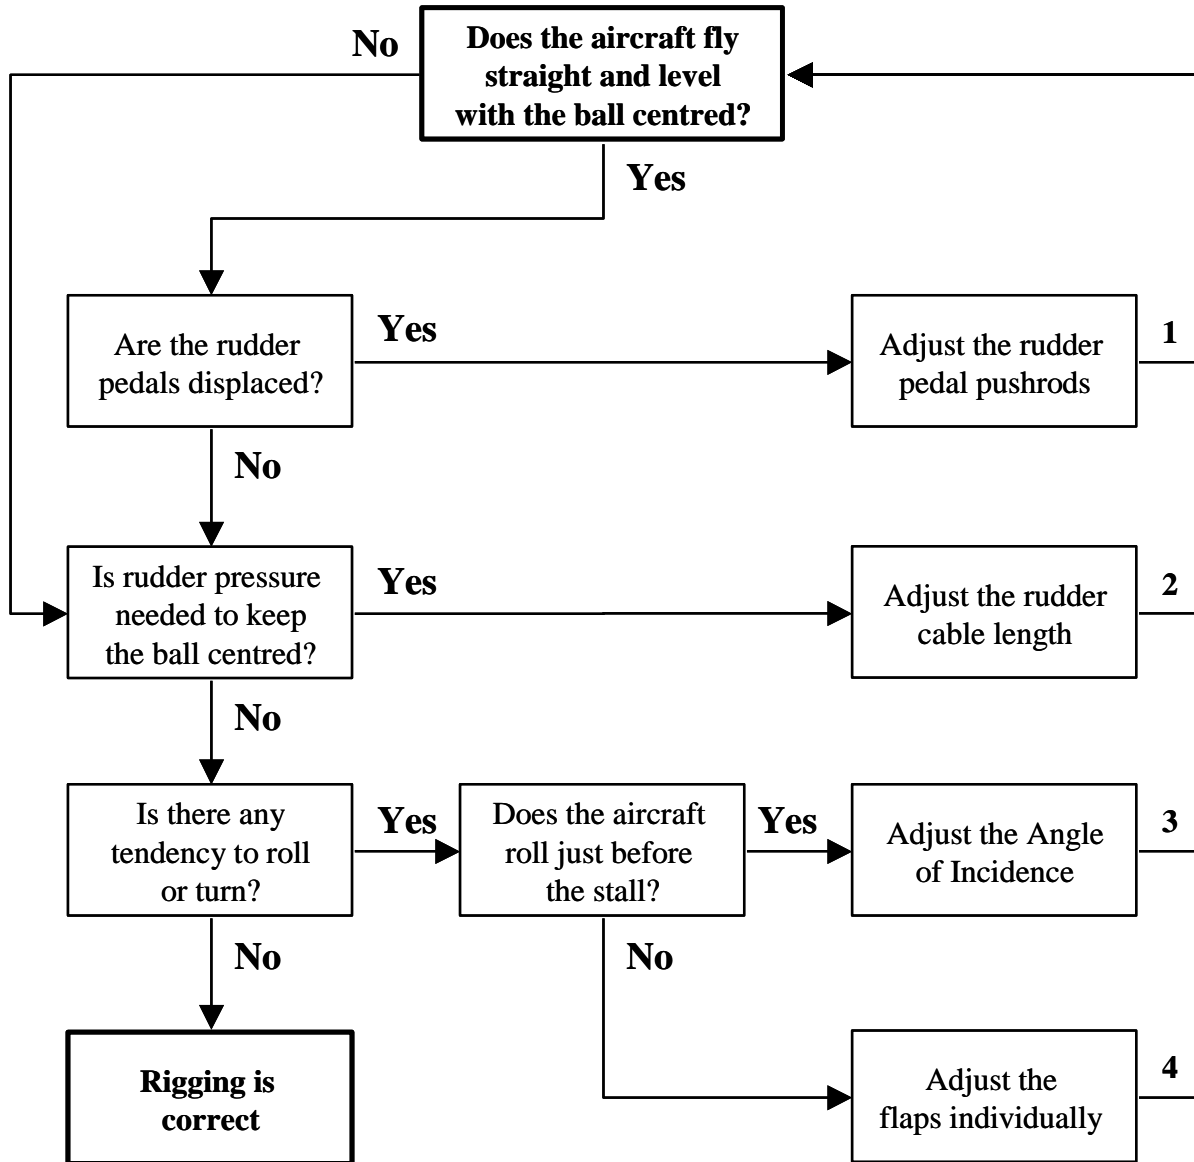 No
Does the aircraft fly
straight and level
with the ball centred?
Yes
Are the rudder
pedals displaced?
Yes
Adjust the rudder
pedal pushrods
1
No
Is rudder pressure
needed to keep
the ball centred?
Yes
Adjust the rudder
cable length
2
No
Is there any
tendency to roll
or turn?
Yes
Does the aircraft
roll just before
the stall?
Yes
Adjust the Angle
of Incidence
3
No
No
Rigging is
correct
Adjust the
flaps individually
4